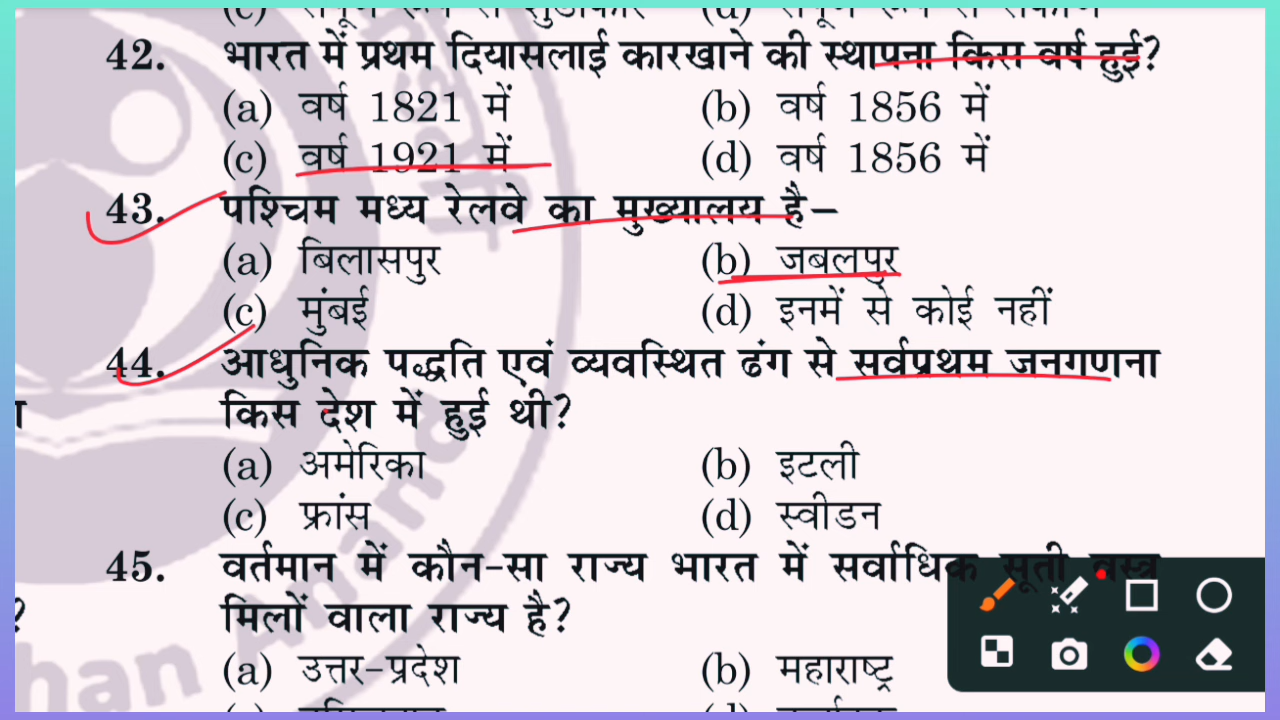 42. भारत में प्रथम दियासलाई कारखाने की स्थापना किस वर्ष हुई?
(a) वर्ष 1821 में (b) वर्ष 1856 में
(c) वर्ष 1921 में (d) वर्ष 1856 में
43. पश्चिम मध्य रेलवे का मुख्यालय है–
(a) बिलासपुर (b) जबलपुर
(c) मुंबई (d) इनमें से कोई नहीं
44. आधुनिक पद्धति एवं व्यवस्थित ढंग से सर्वप्रथम जनगणना
किस देश में हुई थी?
(a) अमेरिका (b) इटली
(c) फ्रांस (d) स्वीडन
45. वर्तमान में कौन-सा राज्य भारत में सर्वाधिक सूती वस्त्र
मिलों वाला राज्य है?
(a) उत्तर-प्रदेश (b) महाराष्ट्र